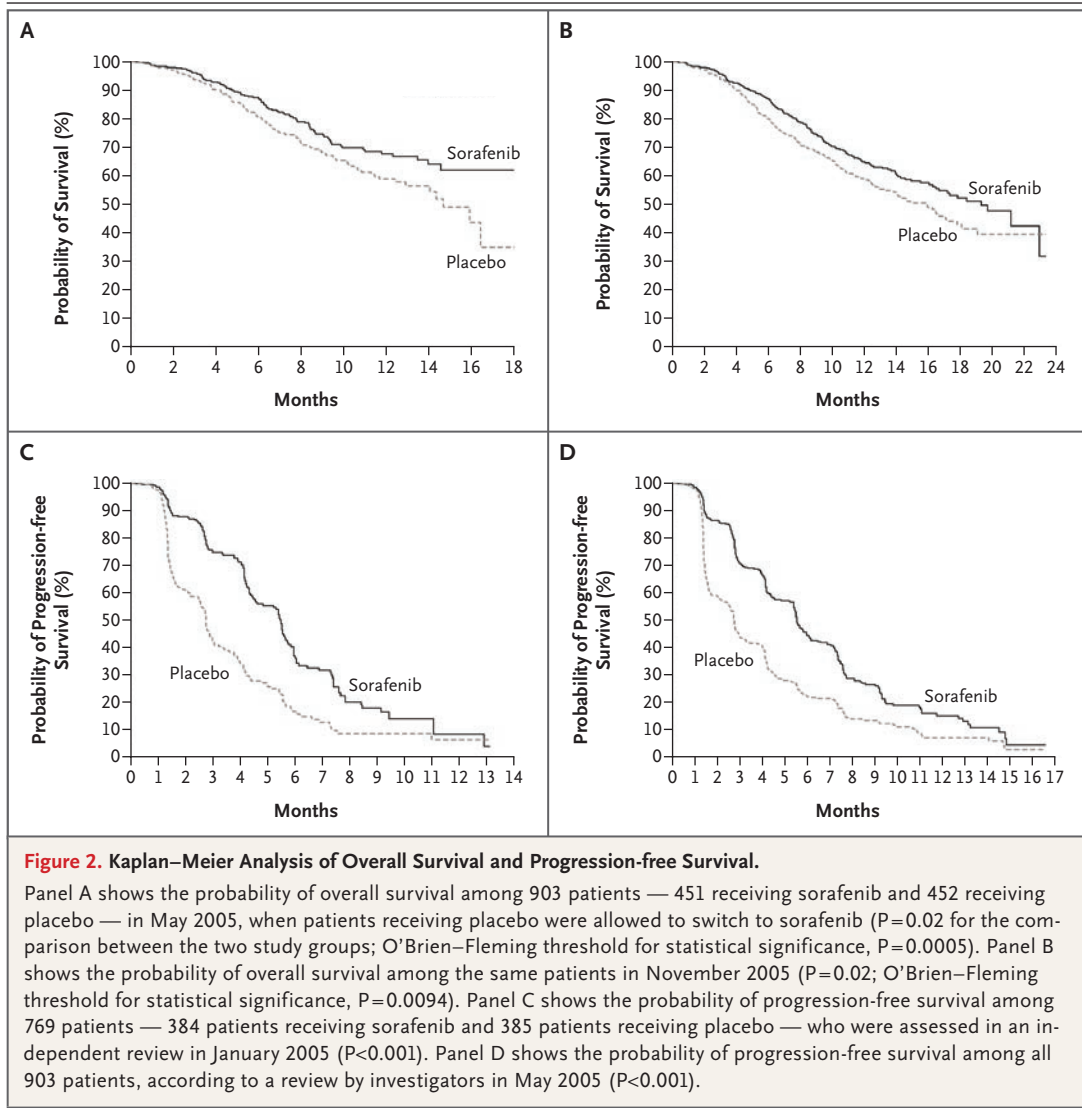 A
Probability of Survival (%)
100
90
80
70
60
50
40
30
20
10
0
Sorafenib
Placebo
0 2 4 6 8 10 12 14 16 18
Months
B
Probability of Survival (%)
100
90
80
70
60
50
40
30
20
10
0
Sorafenib
Placebo
0 2 4 6 8 10 12 14 16 18 20 22 24
Months
C
Probability of Progression-free
Survival (%)
100
90
80
70
60
50
40
30
20
10
0
Placebo
Sorafenib
0 1 2 3 4 5 6 7 8 9 10 11 12 13 14
Months
D
Probability of Progression-free
Survival (%)
100
90
80
70
60
50
40
30
20
10
0
Placebo
Sorafenib
0 1 2 3 4 5 6 7 8 9 10 11 12 13 14 15 16 17
Months
Figure 2. Kaplan–Meier Analysis of Overall Survival and Progression-free Survival.
Panel A shows the probability of overall survival among 903 patients — 451 receiving sorafenib and 452 receiving
placebo — in May 2005, when patients receiving placebo were allowed to switch to sorafenib (P=0.02 for the com-
parison between the two study groups; O'Brien–Fleming threshold for statistical significance, P=0.0005). Panel B
shows the probability of overall survival among the same patients in November 2005 (P=0.02; O'Brien–Fleming
threshold for statistical significance, P=0.0094). Panel C shows the probability of progression-free survival among
769 patients — 384 patients receiving sorafenib and 385 patients receiving placebo — who were assessed in an in-
dependent review in January 2005 (P<0.001). Panel D shows the probability of progression-free survival among all
903 patients, according to a review by investigators in May 2005 (P<0.001).